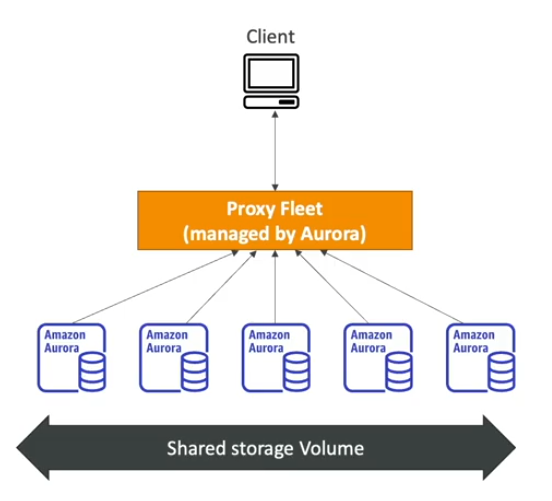 Client
Proxy Fleet
(managed by Aurora)
Amazon
Aurora
Amazon
Aurora
Amazon
Aurora
Amazon
Aurora
Amazon
Aurora
Shared storage Volume